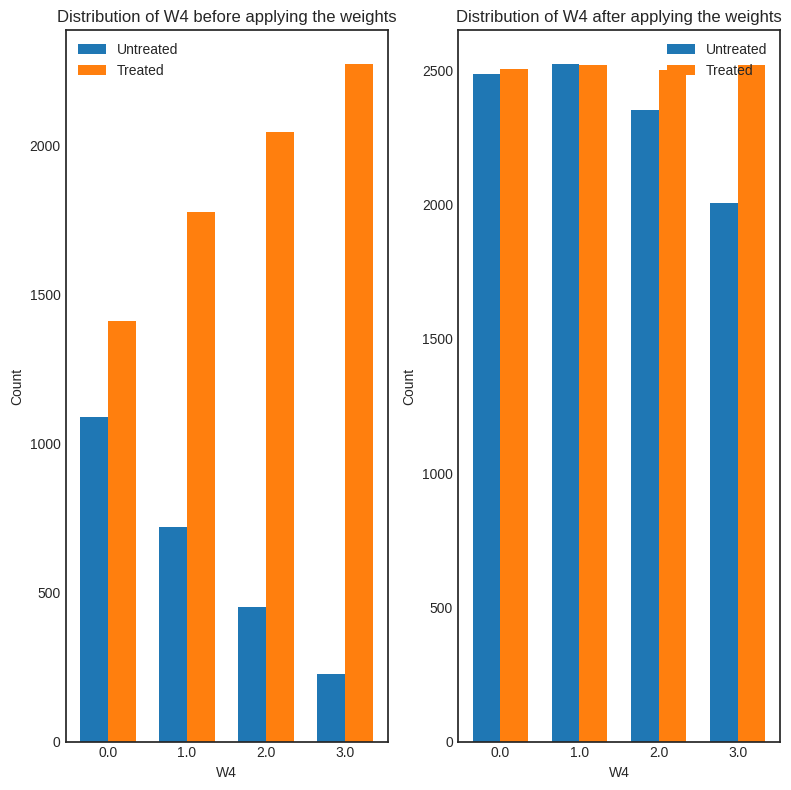 Distribution of W4 before applying the weights
Untreated
Treated
2000
1500
1000
500
0
Count
0.0 1.0 2.0 3.0
W4
Distribution of W4 after applying the weights
Untreated
Treated
2500
2000
1500
1000
500
0
Count
0.0 1.0 2.0 3.0
W4